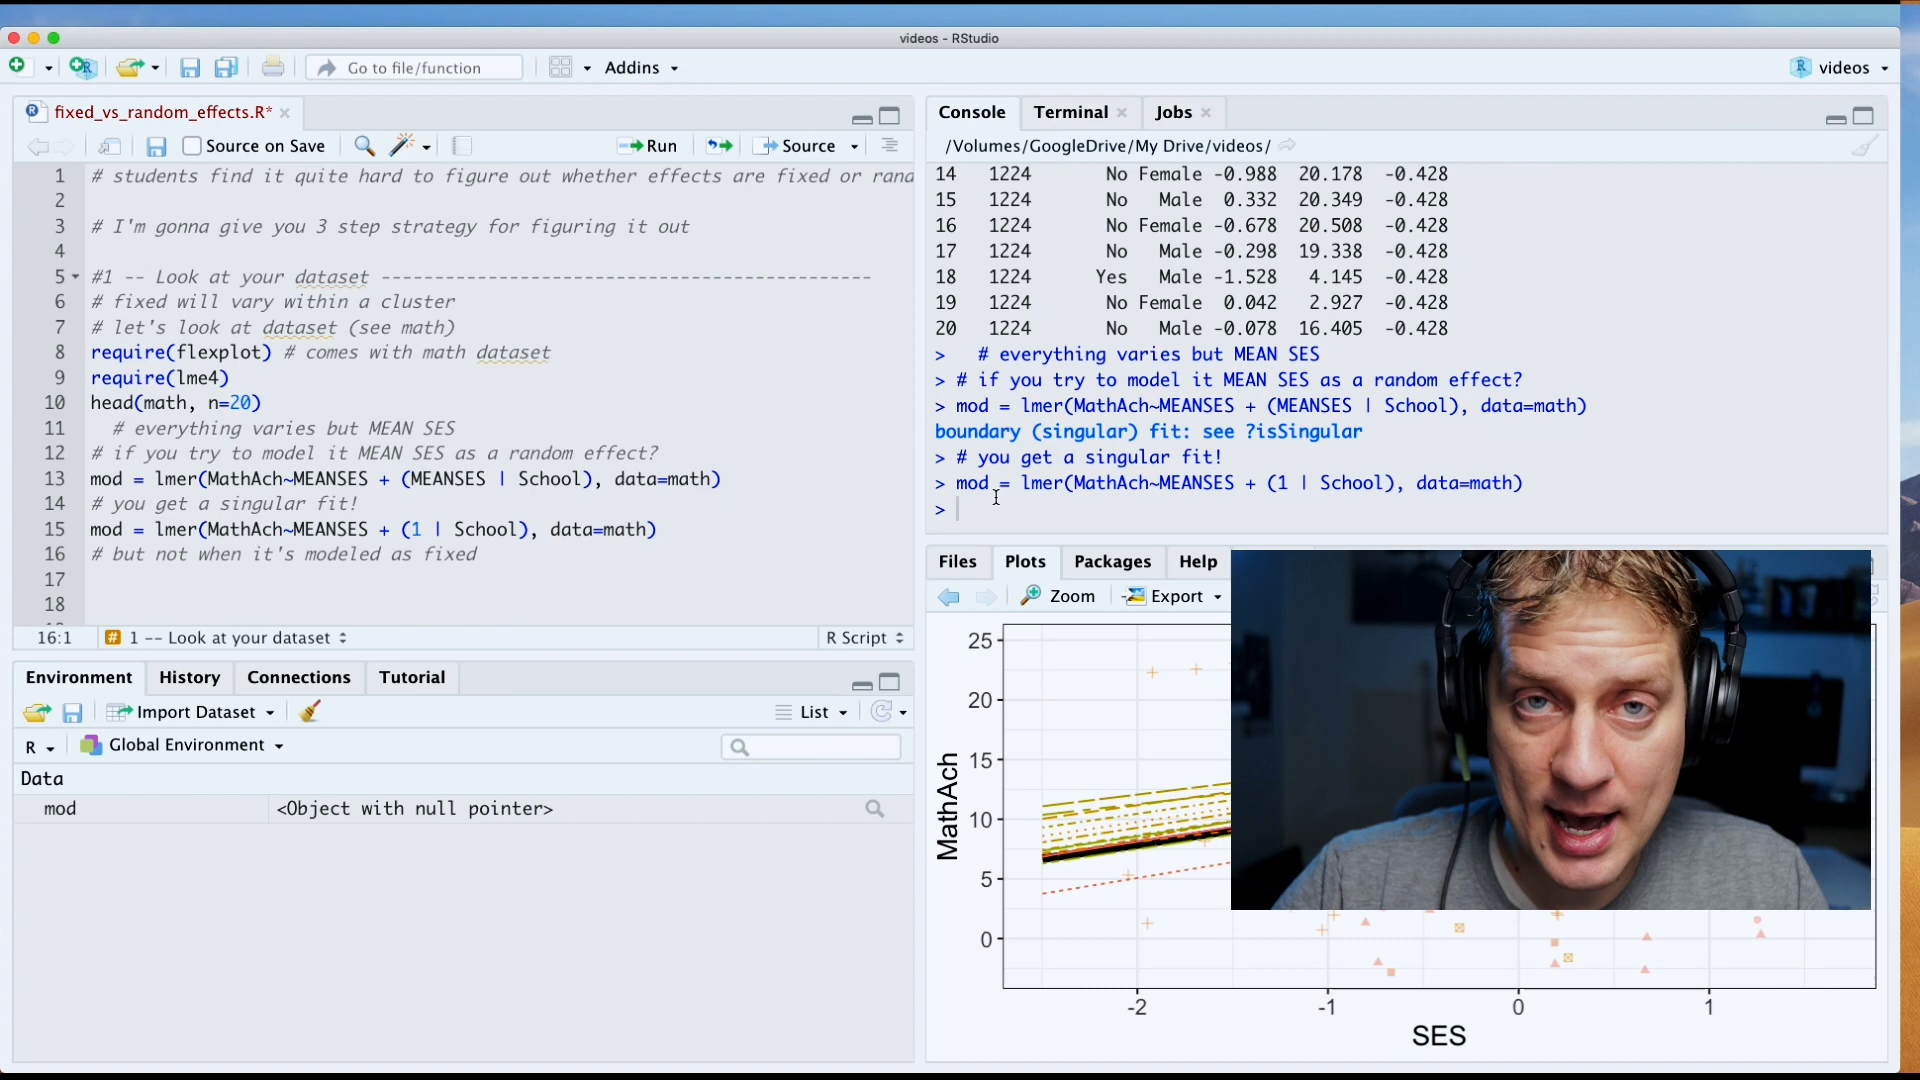 videos - RStudio
Go to file/function
Addins
videos
fixed_vs_random_effects.R*
Source on Save
Run
Source
1 # students find it quite hard to figure out whether effects are fixed or rand
2
3 # I'm gonna give you 3 step strategy for figuring it out
4
5 #1 -- Look at your dataset ----------------------------------------------
6 # fixed will vary within a cluster
7 # let's look at dataset (see math)
8 require(flexplot) # comes with math dataset
9 require(lme4)
10 head(math, n=20)
11 # everything varies but MEAN SES
12 # if you try to model it MEAN SES as a random effect?
13 mod = lmer(MathAch~MEANSES + (MEANSES | School), data=math)
14 # you get a singular fit!
15 mod = lmer(MathAch~MEANSES + (1 | School), data=math)
16 # but not when it's modeled as fixed
17
18
16:1
# 1 -- Look at your dataset
R Script
Environment
History
Connections
Tutorial
Import Dataset
List
R
Global Environment
Data
mod <Object with null pointer>
Console
Terminal
Jobs
/Volumes/GoogleDrive/My Drive/videos/
14 1224 No Female -0.988 20.178 -0.428
15 1224 No Male 0.332 20.349 -0.428
16 1224 No Female -0.678 20.508 -0.428
17 1224 No Male -0.298 19.338 -0.428
18 1224 Yes Male -1.528 4.145 -0.428
19 1224 No Female 0.042 2.927 -0.428
20 1224 No Male -0.078 16.405 -0.428
> # everything varies but MEAN SES
> # if you try to model it MEAN SES as a random effect?
> mod = lmer(MathAch~MEANSES + (MEANSES | School), data=math)
boundary (singular) fit: see ?isSingular
> # you get a singular fit!
> mod = lmer(MathAch~MEANSES + (1 | School), data=math)
>
Files
Plots
Packages
Help
Zoom
Export
25
20
15
10
5
0
MathAch
-2
-1
0
1
SES